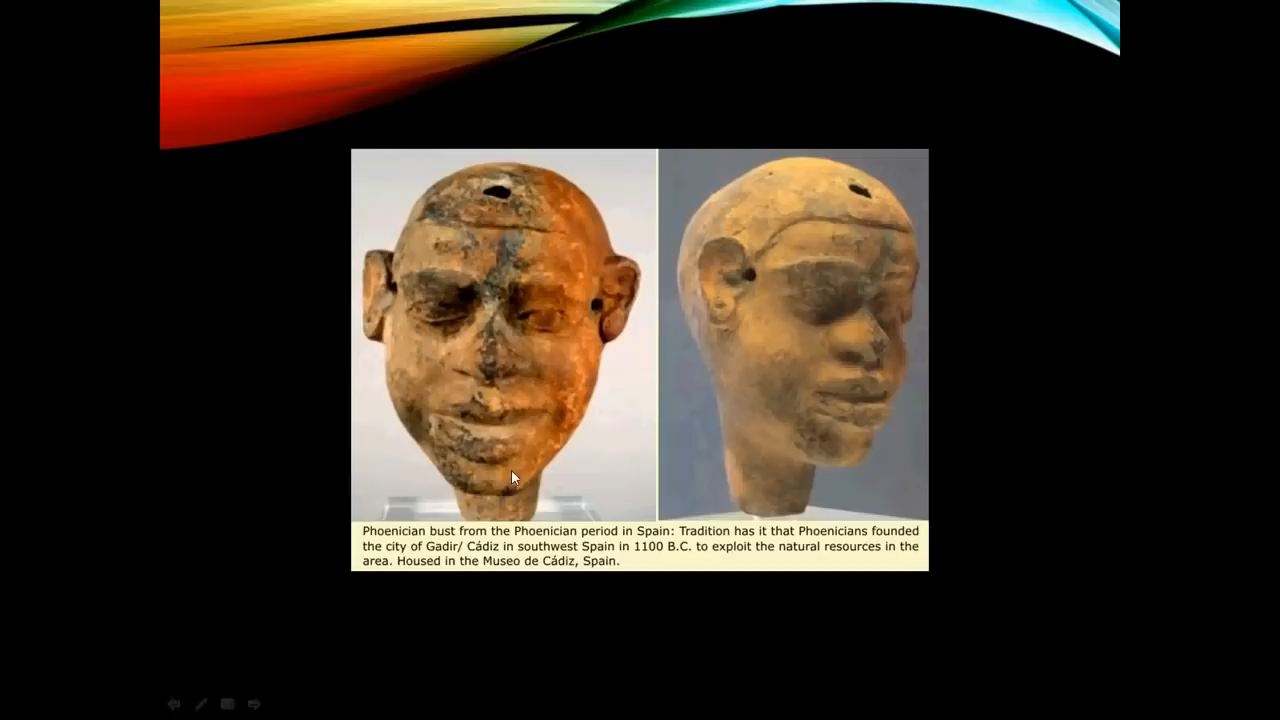 Phoenician bust from the Phoenician period in Spain: Tradition has it that Phoenicians founded
the city of Gadir/ Cádiz in southwest Spain in 1100 B.C. to exploit the natural resources in the
area. Housed in the Museo de Cádiz, Spain.